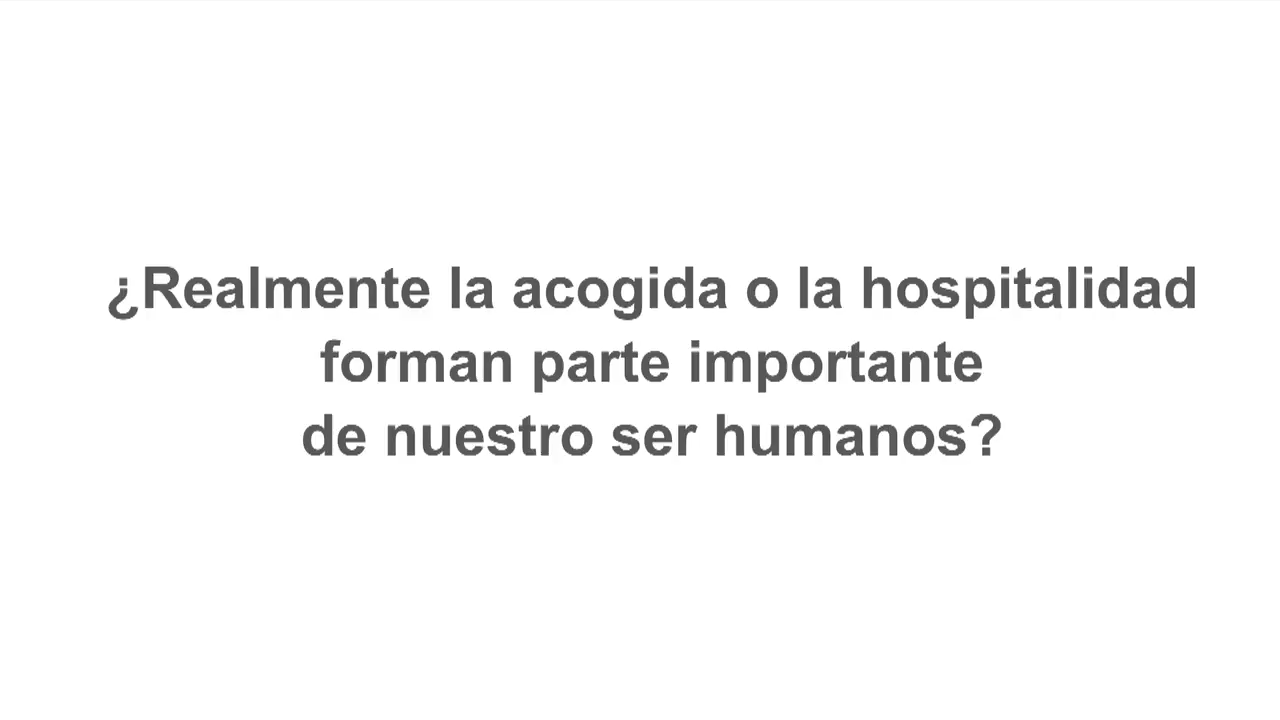 ¿Realmente la acogida o la hospitalidad
forman parte importante
de nuestro ser humanos?